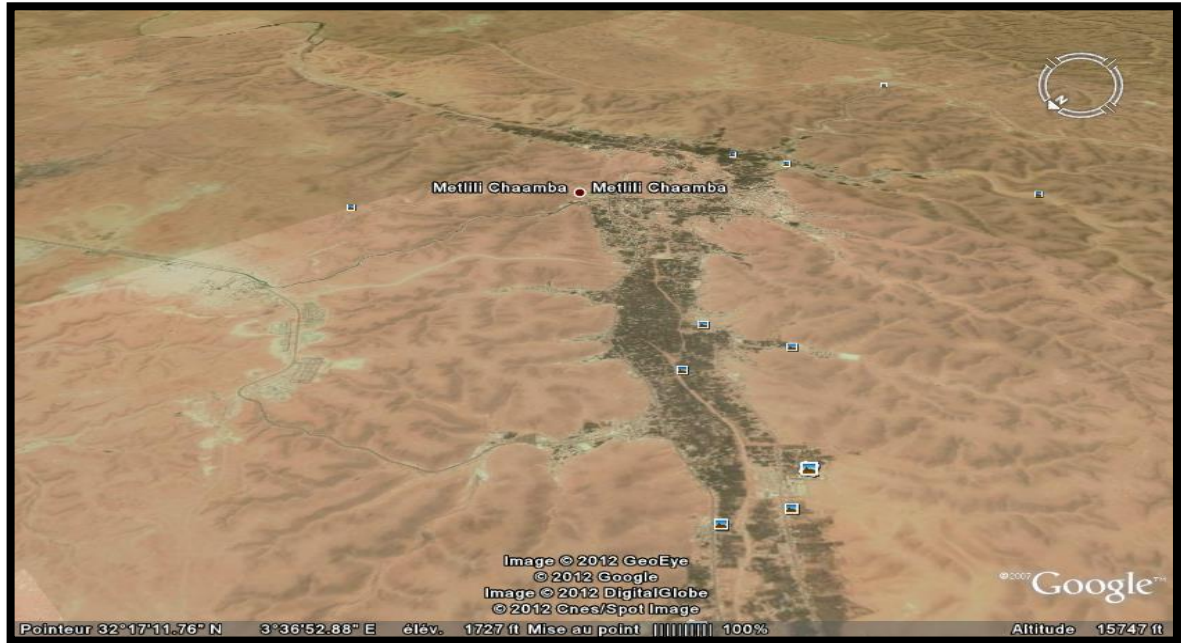 N
Metlili Chaamba Metlili Chaamba
Image © 2012 GeoEye
© 2012 Google
Image © 2012 DigitalGlobe
© 2012 Cnes/Spot Image
©2007 Google™
Pointeur 32°17'11.76" N 3°36'52.88" E élév. 1727 ft Mise au point ||||||||| 100% Altitude 15747 ft